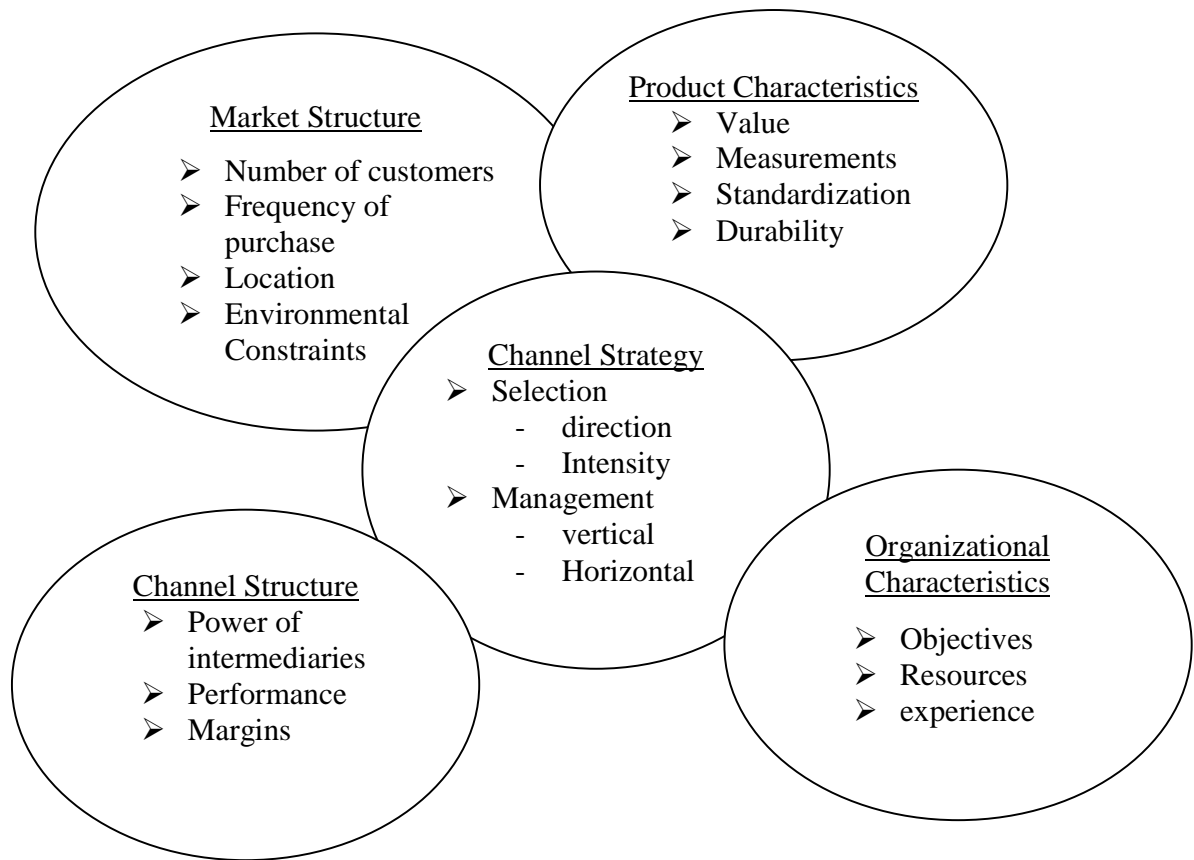 Market Structure
➢ Number of customers
➢ Frequency of
purchase
➢ Location
➢ Environmental
Constraints
Product Characteristics
➢ Value
➢ Measurements
➢ Standardization
➢ Durability
Channel Strategy
➢ Selection
- direction
- Intensity
➢ Management
- vertical
- Horizontal
Channel Structure
➢ Power of
intermediaries
➢ Performance
➢ Margins
Organizational
Characteristics
➢ Objectives
➢ Resources
➢ experience